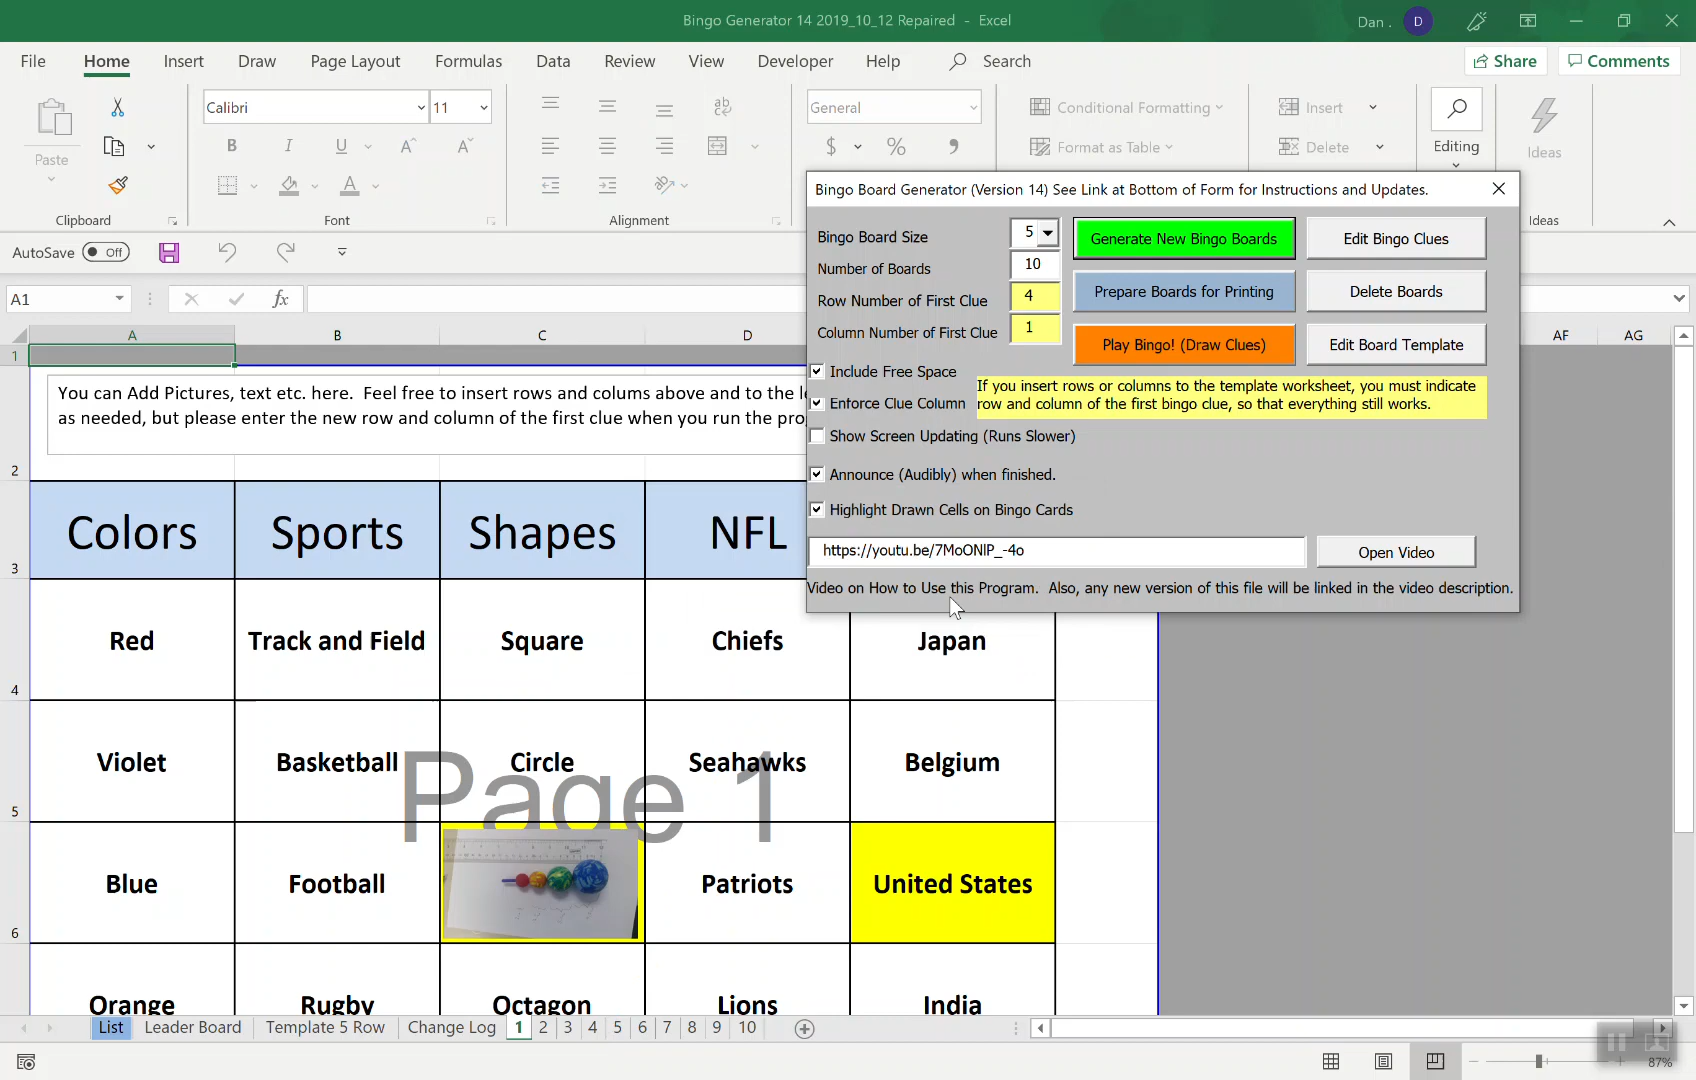 Bingo Generator 14 2019_10_12 Repaired - Excel
Dan . D
File Home Insert Draw Page Layout Formulas Data Review View Developer Help Search Share Comments
Calibri 11 General
ab
Conditional Formatting Insert
Paste B I U A A $ % Format as Table Delete Editing Ideas
A
Clipboard Font Alignment Ideas
AutoSave Off
A1 fx
Bingo Board Generator (Version 14) See Link at Bottom of Form for Instructions and Updates.
Bingo Board Size 5 Generate New Bingo Boards Edit Bingo Clues
Number of Boards 10
Row Number of First Clue 4 Prepare Boards for Printing Delete Boards
Column Number of First Clue 1 Play Bingo! (Draw Clues) Edit Board Template
Include Free Space
If you insert rows or columns to the template worksheet, you must indicate
row and column of the first bingo clue, so that everything still works.
Enforce Clue Column
Show Screen Updating (Runs Slower)
Announce (Audibly) when finished.
Highlight Drawn Cells on Bingo Cards
https://youtu.be/7MoONlP_-4o Open Video
Video on How to Use this Program. Also, any new version of this file will be linked in the video description.
A B C D AF AG
1
You can Add Pictures, text etc. here. Feel free to insert rows and colums above and to the le
as needed, but please enter the new row and column of the first clue when you run the pro
2
Colors Sports Shapes NFL
3
Red Track and Field Square Chiefs Japan
4
Violet Basketball Circle Seahawks Belgium
Page 1
5
Blue Football Patriots United States
6
Orange Rugby Octagon Lions India
List Leader Board Template 5 Row Change Log 1 2 3 4 5 6 7 8 9 10
87%